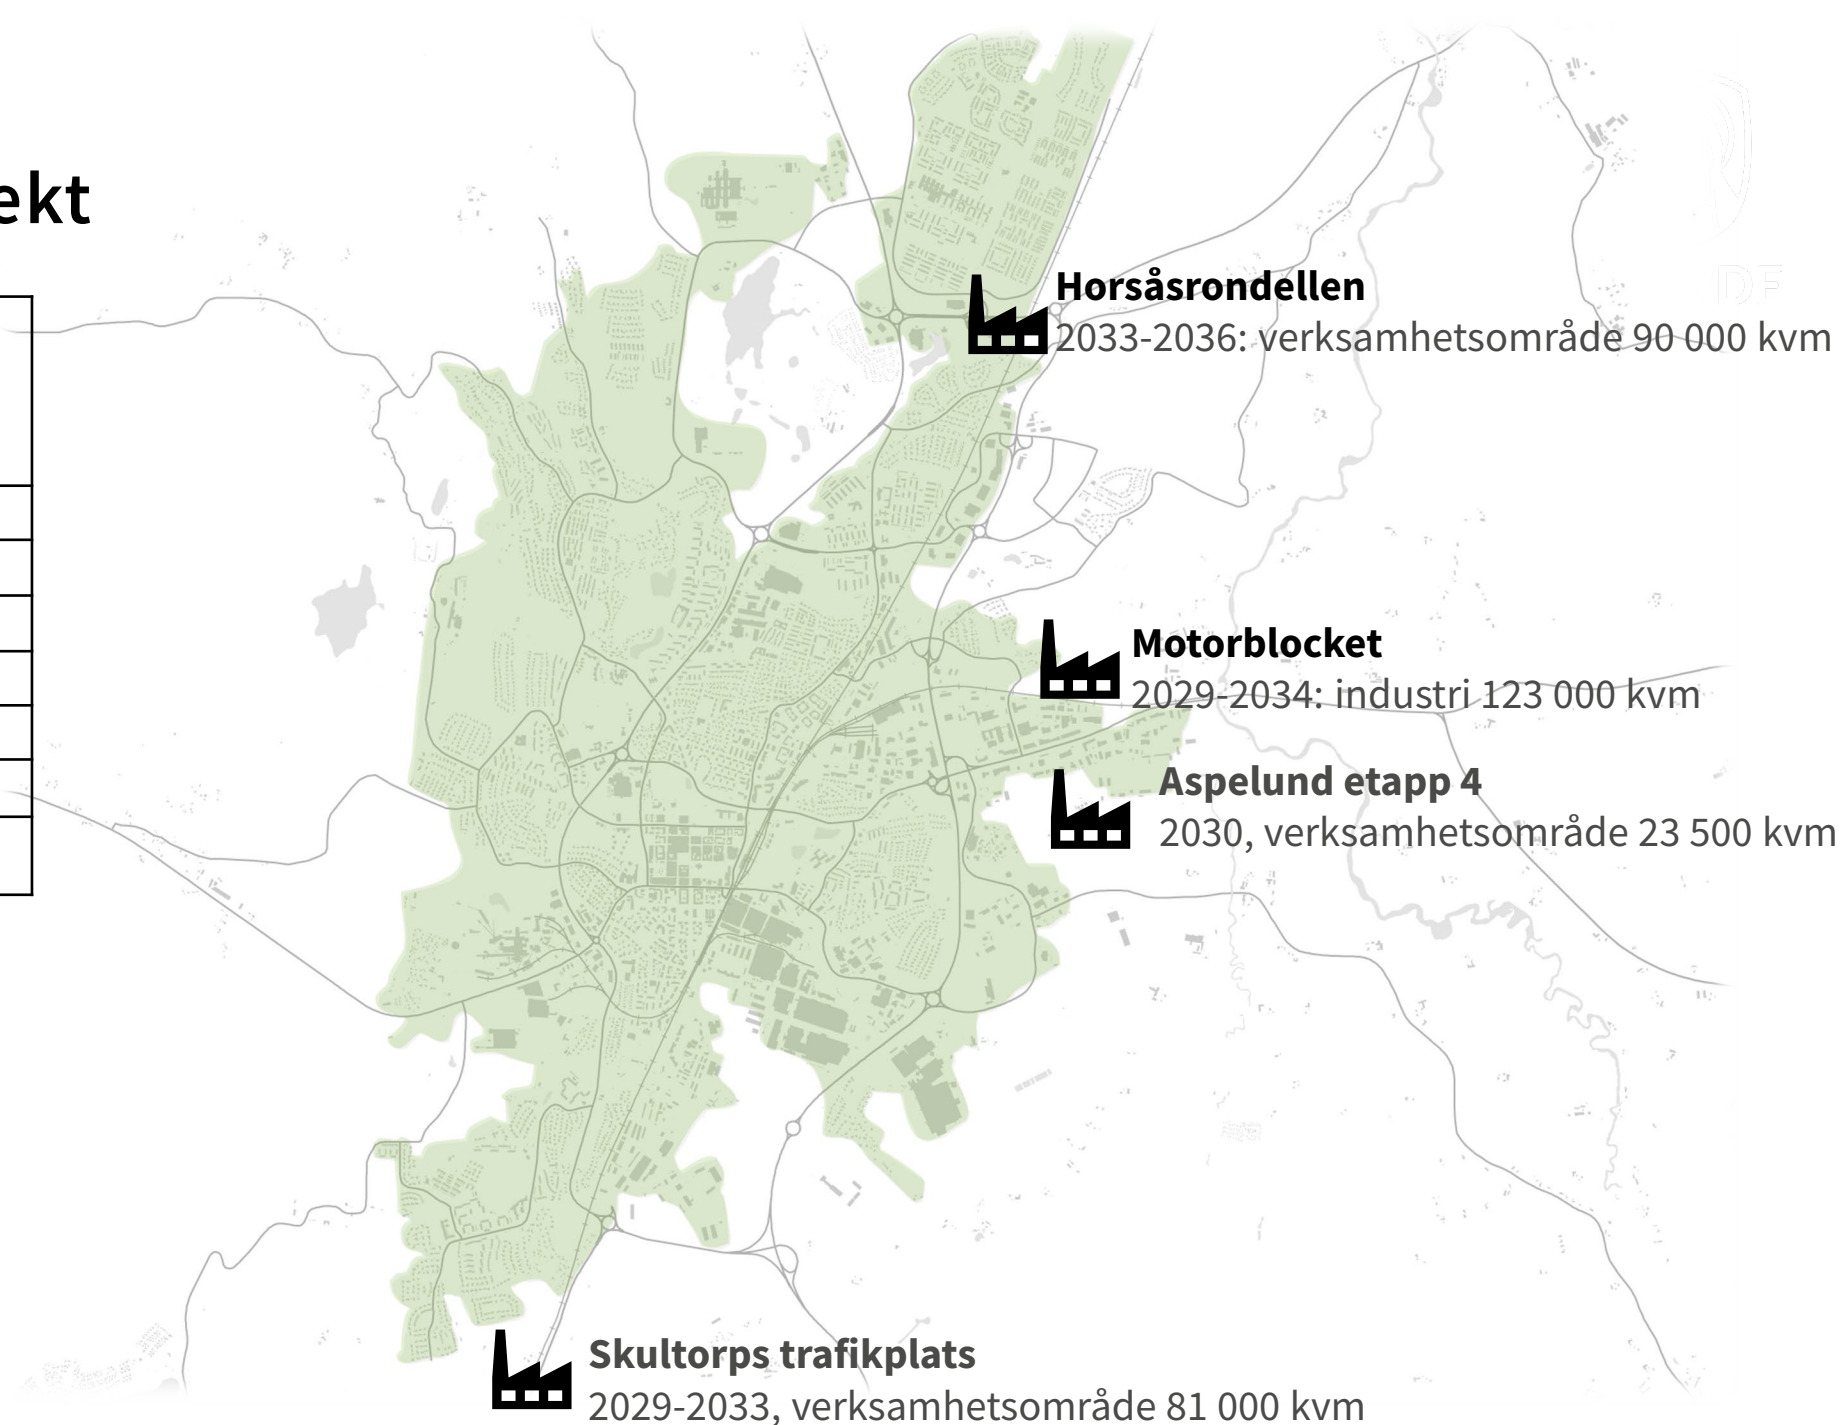 ekt
Horsåsrondellen
2033-2036: verksamhetsområde 90 000 kvm
Motorblocket
2029-2034: industri 123 000 kvm
Aspelund etapp 4
2030, verksamhetsområde 23 500 kvm
Skultorps trafikplats
2029-2033, verksamhetsområde 81 000 kvm